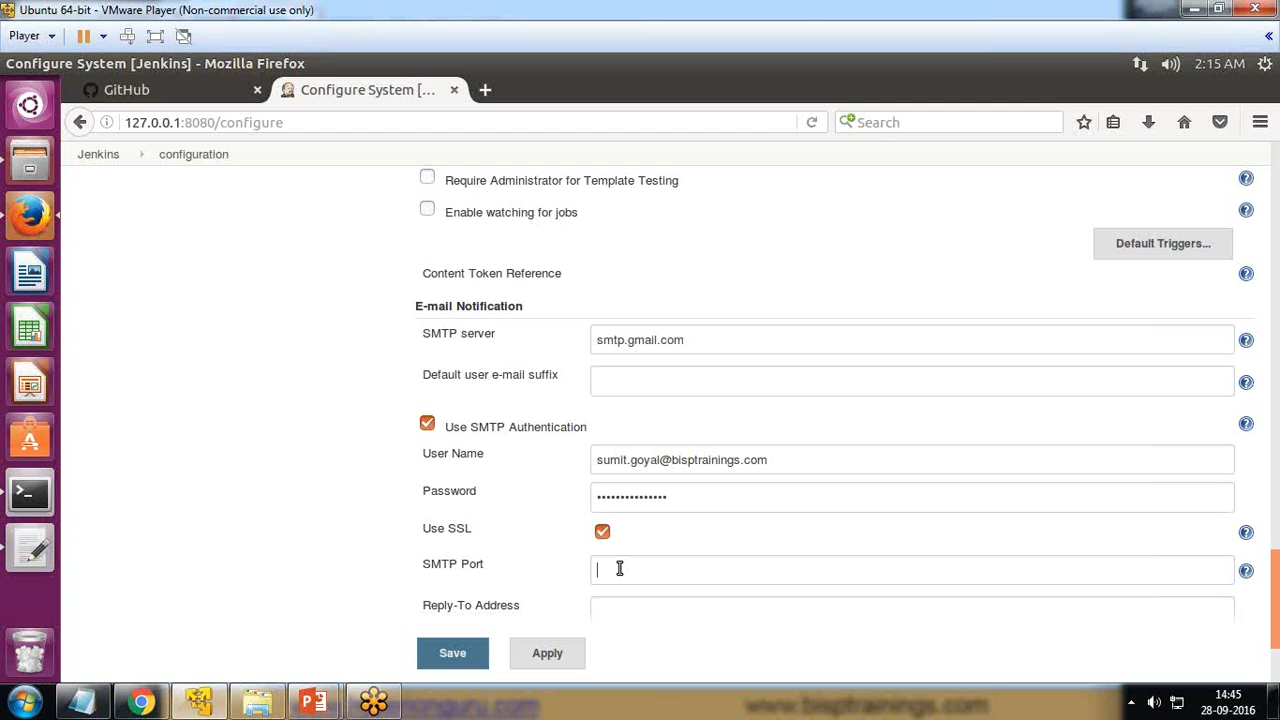 Ubuntu 64-bit - VMware Player (Non-commercial use only)
Player
Configure System [Jenkins] - Mozilla Firefox
2:15 AM
GitHub
Configure System [...
127.0.0.1:8080/configure
Search
Jenkins
configuration
Require Administrator for Template Testing
Enable watching for jobs
Default Triggers...
Content Token Reference
E-mail Notification
SMTP server
smtp.gmail.com
Default user e-mail suffix
Use SMTP Authentication
User Name
sumit.goyal@bisptrainings.com
Password
•••••••••••••••
Use SSL
SMTP Port
Reply-To Address
Save
Apply
www.bisptrainings.com
14:45
28-09-2016